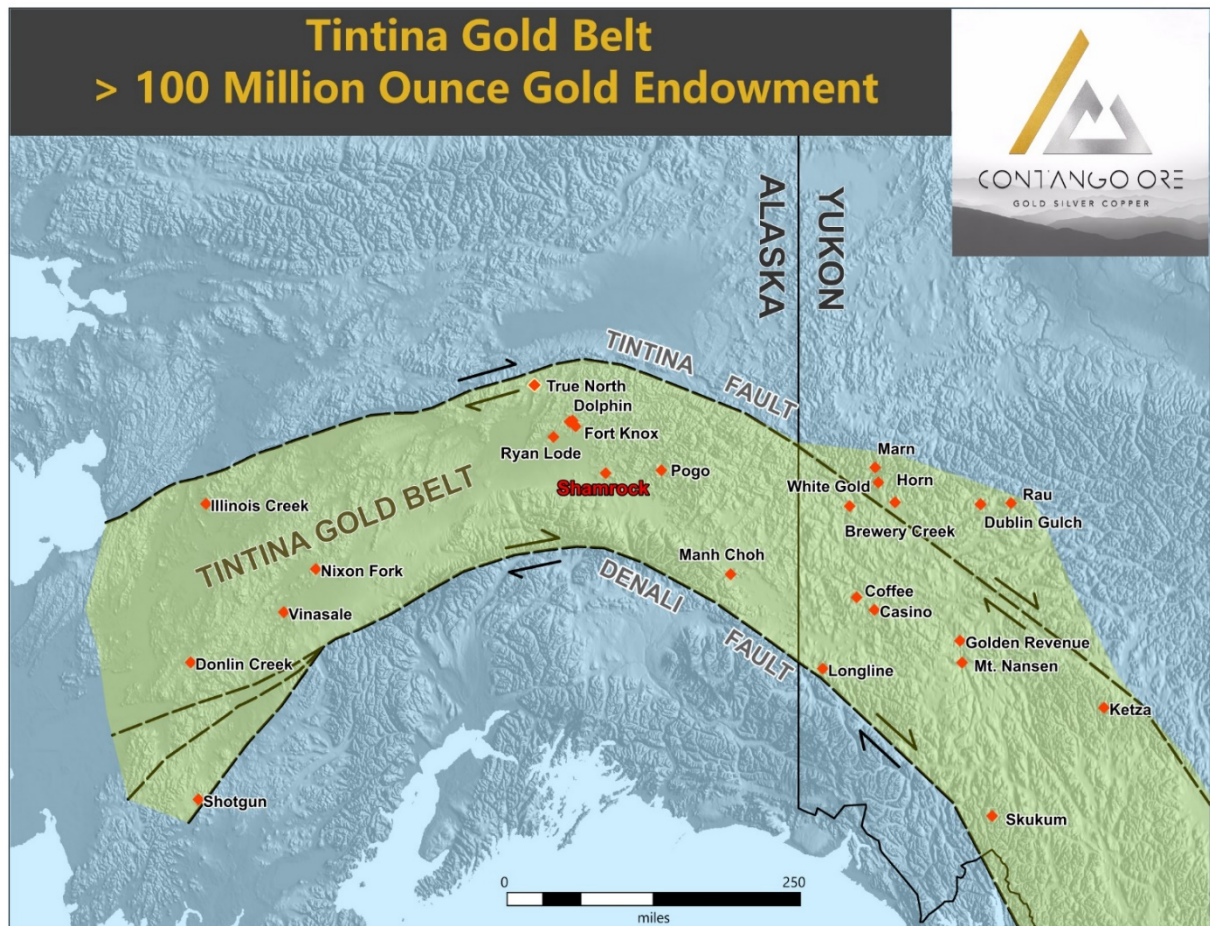 Tintina Gold Belt
> 100 Million Ounce Gold Endowment
CONTANGO ORE
GOLD SILVER COPPER
ALASKA
YUKON
TINTINA FAULT
True North
Dolphin
Fort Knox
Ryan Lode
Pogo
Shamrock
Marn
White Gold
Horn
Rau
Brewery Creek
Dublin Gulch
Illinois Creek
TINTINA GOLD BELT
Nixon Fork
Manh Choh
Vinasale
DENALI FAULT
Coffee
Casino
Golden Revenue
Mt. Nansen
Donlin Creek
Longline
Ketza
Shotgun
Skukum
0 250
miles